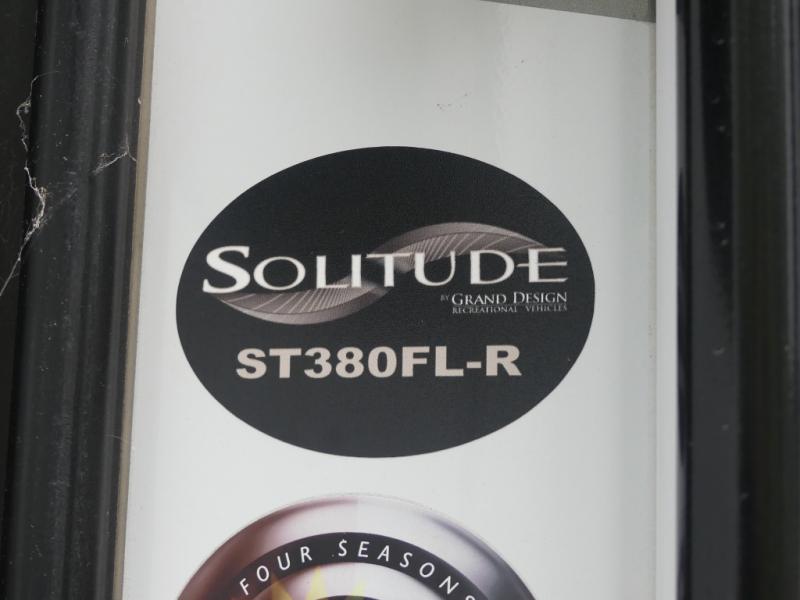 SOLITUDE
BY GRAND DESIGN
RECREATIONAL VEHICLES
ST380FL-R
FOUR SEASONS